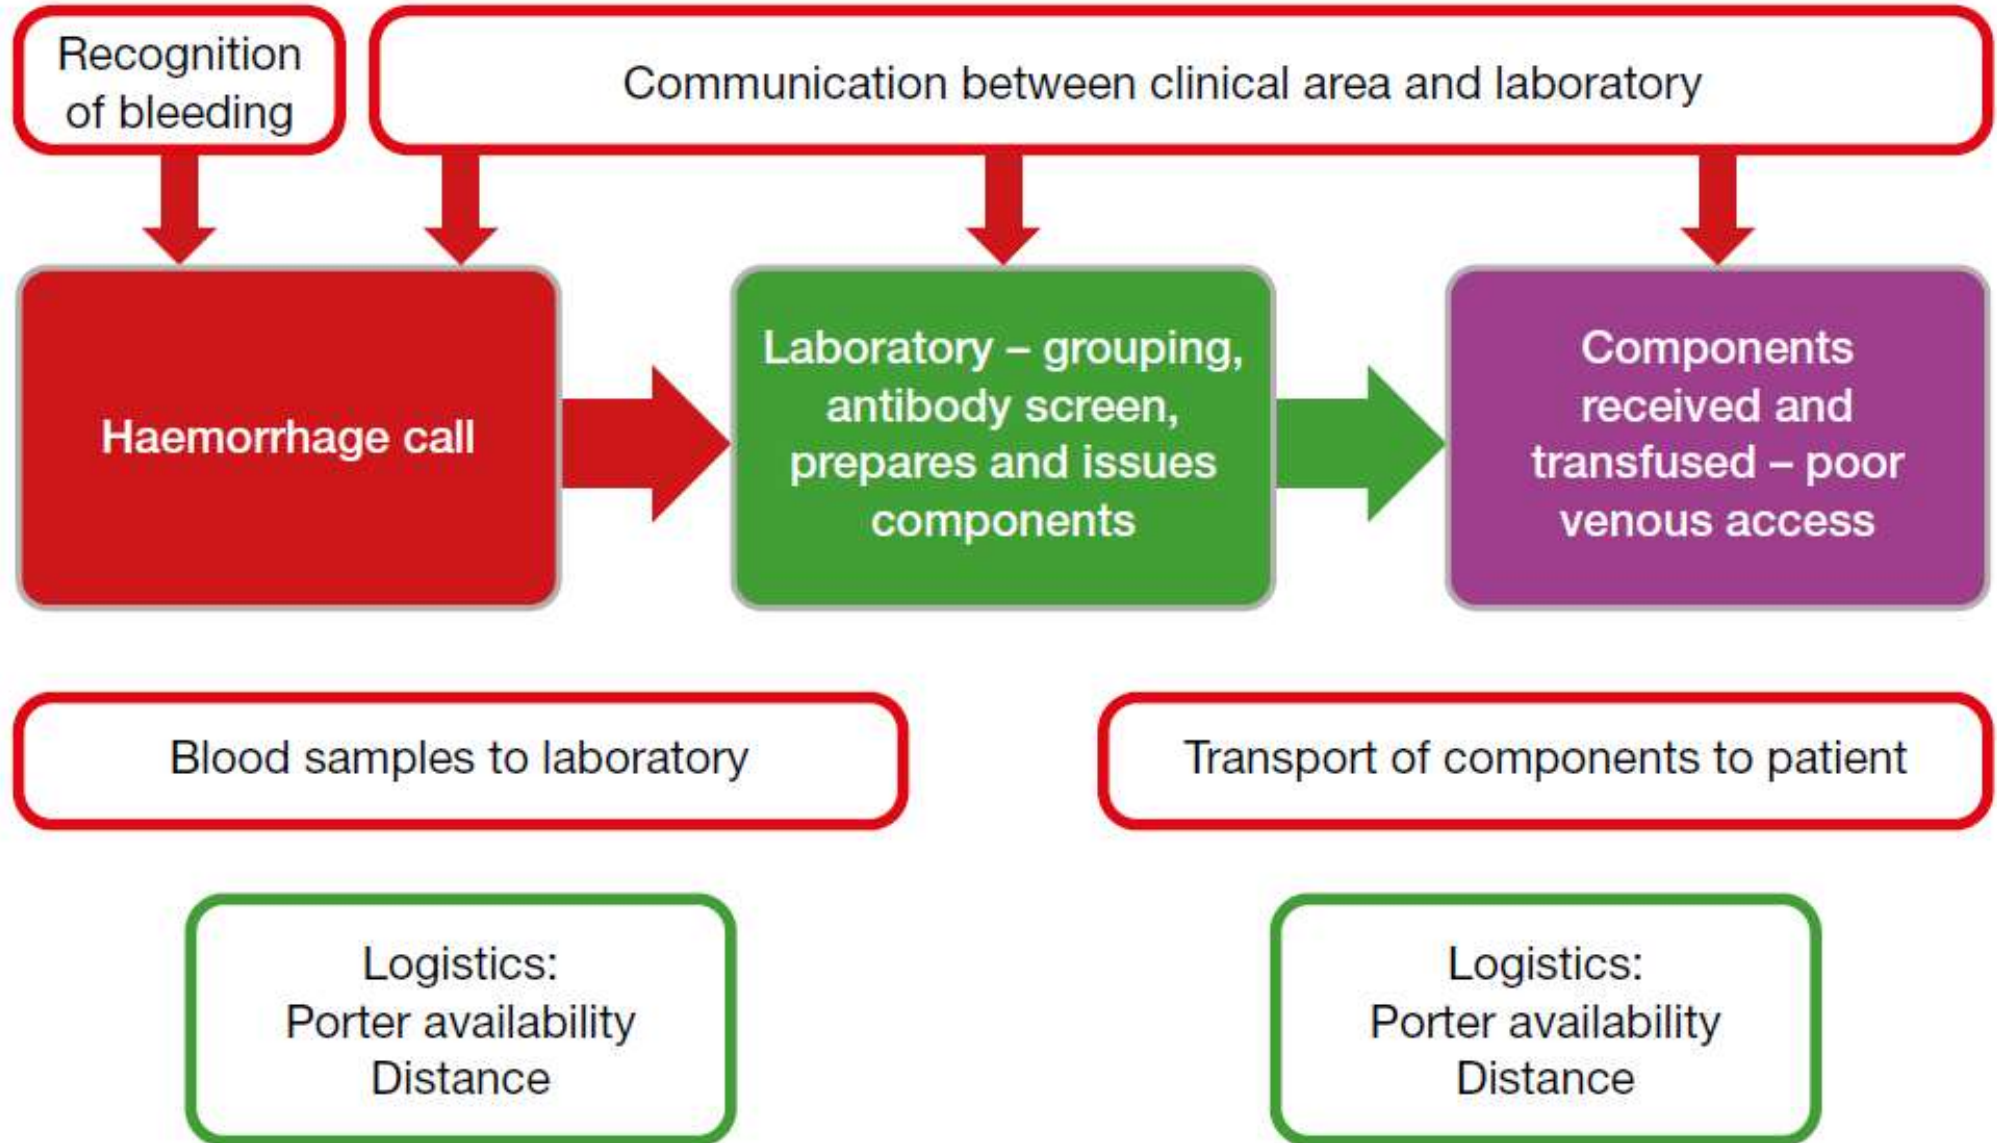 Recognition
of bleeding
Communication between clinical area and laboratory
Haemorrhage call
Laboratory – grouping,
antibody screen,
prepares and issues
components
Components
received and
transfused – poor
venous access
Blood samples to laboratory
Transport of components to patient
Logistics:
Porter availability
Distance
Logistics:
Porter availability
Distance